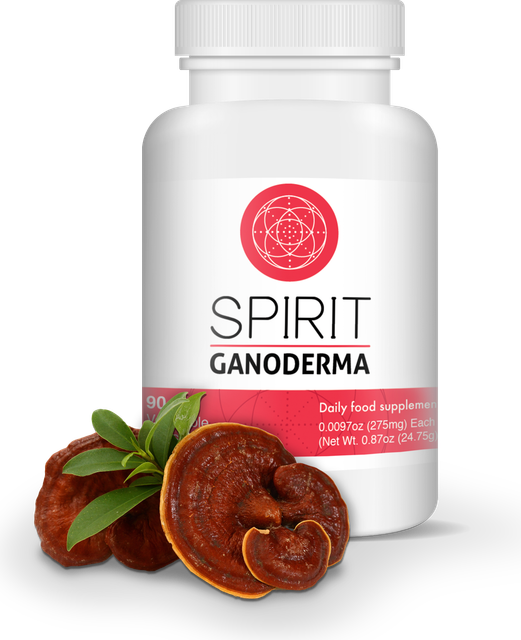 SPIRIT
GANODERMA
90
Daily food supplement
0.0097oz (275mg) Each
(Net Wt. 0.87oz (24.75g)